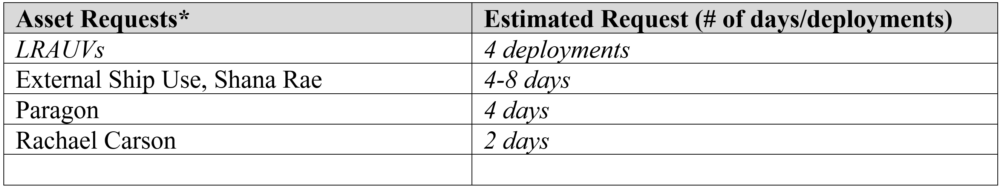 Asset Requests* Estimated Request (# of days/deployments)
LRAUVs 4 deployments
External Ship Use, Shana Rae 4-8 days
Paragon 4 days
Rachael Carson 2 days